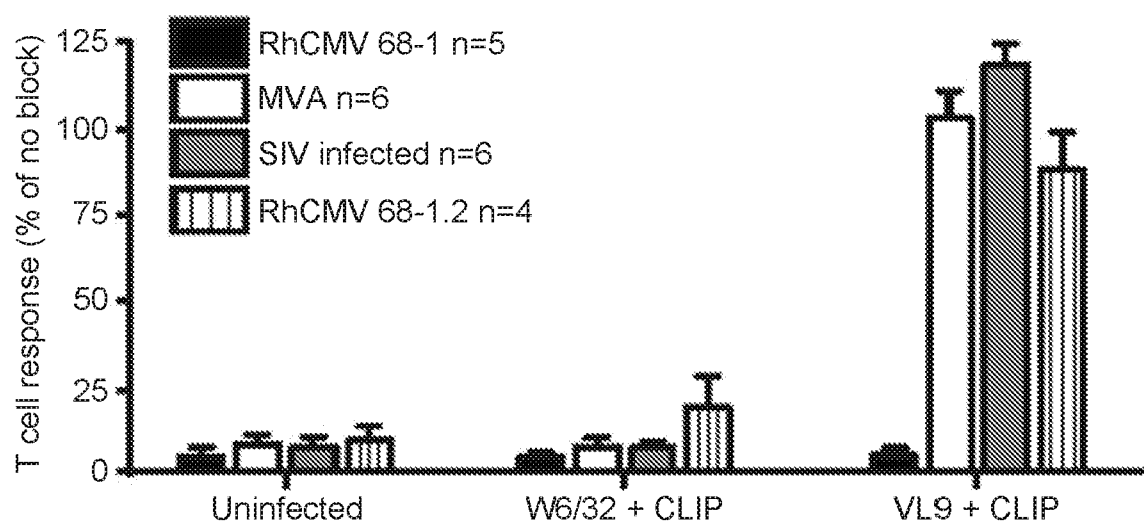 T cell response (% of no block)
125
100
75
50
25
0
RhCMV 68-1 n=5
MVA n=6
SIV infected n=6
RhCMV 68-1.2 n=4
Uninfected
W6/32 + CLIP
VL9 + CLIP